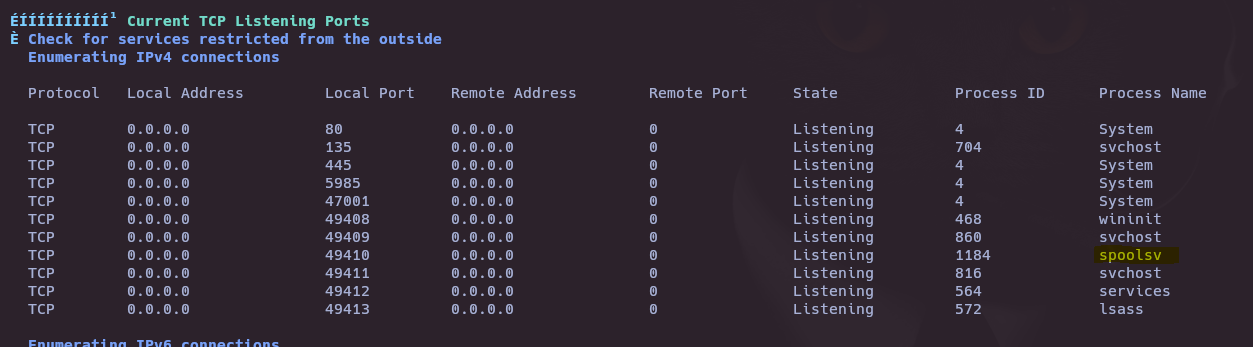 ÉÍÍÍÍÍÍÍÍÍÍ¹ Current TCP Listening Ports
È Check for services restricted from the outside
Enumerating IPv4 connections
Protocol Local Address Local Port Remote Address Remote Port State Process ID Process Name
TCP 0.0.0.0 80 0.0.0.0 0 Listening 4 System
TCP 0.0.0.0 135 0.0.0.0 0 Listening 704 svchost
TCP 0.0.0.0 445 0.0.0.0 0 Listening 4 System
TCP 0.0.0.0 5985 0.0.0.0 0 Listening 4 System
TCP 0.0.0.0 47001 0.0.0.0 0 Listening 4 System
TCP 0.0.0.0 49408 0.0.0.0 0 Listening 468 wininit
TCP 0.0.0.0 49409 0.0.0.0 0 Listening 860 svchost
TCP 0.0.0.0 49410 0.0.0.0 0 Listening 1184 spoolsv
TCP 0.0.0.0 49411 0.0.0.0 0 Listening 816 svchost
TCP 0.0.0.0 49412 0.0.0.0 0 Listening 564 services
TCP 0.0.0.0 49413 0.0.0.0 0 Listening 572 lsass
Enumerating IPv6 connections